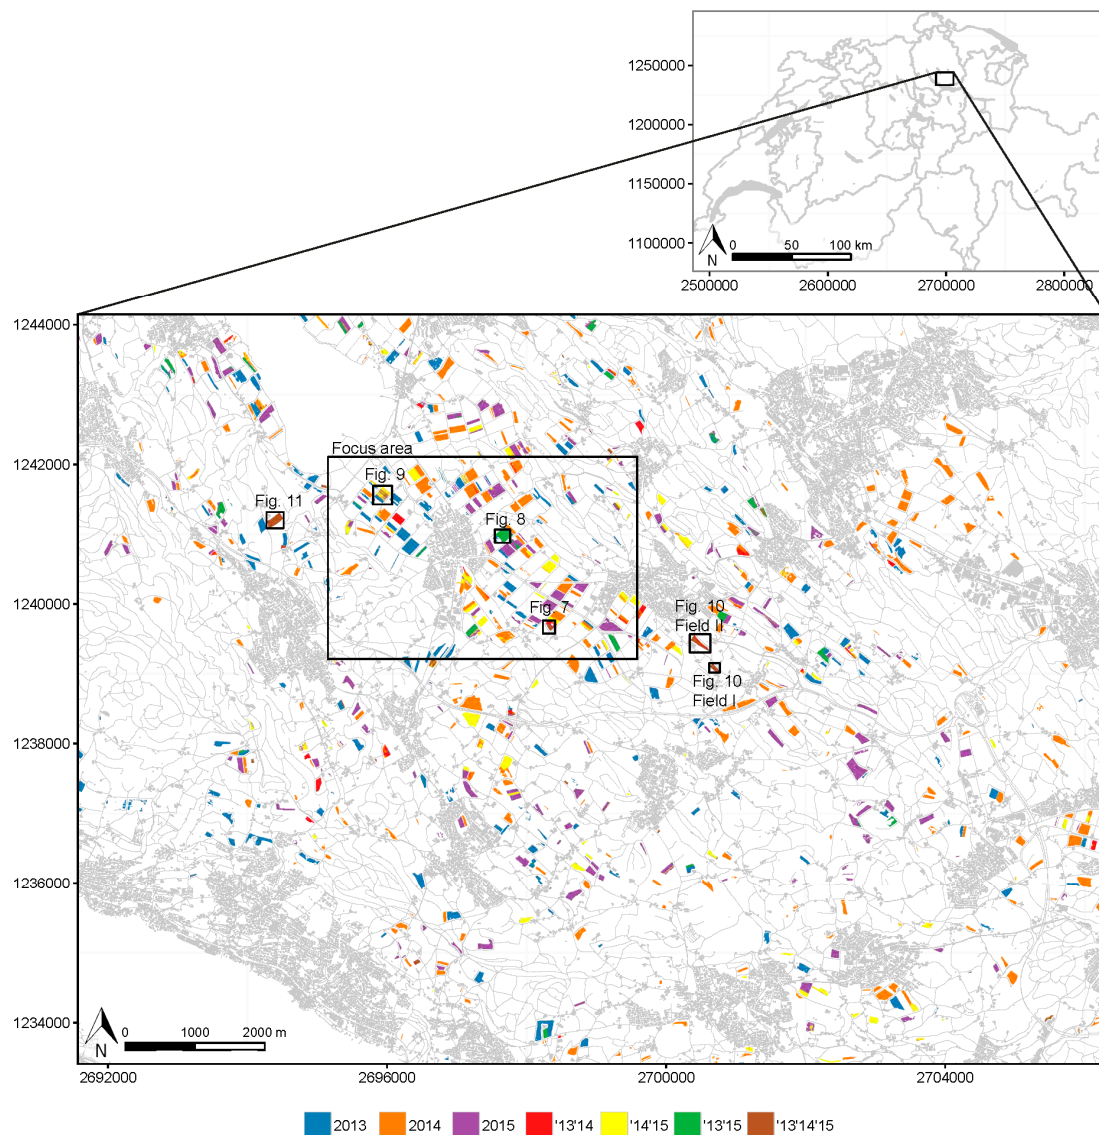 1250000
1200000
1150000
1100000
N
0 50 100 km
2500000 2600000 2700000 2800000
1244000
1242000
1240000
1238000
1236000
1234000
Focus area
Fig. 9
Fig. 11
Fig. 8
Fig. 7
Fig. 10
Field II
Fig. 10
Field I
N
0 1000 2000 m
2692000 2696000 2700000 2704000
2013 2014 2015 '13'14 '14'15 '13'15 '13'14'15